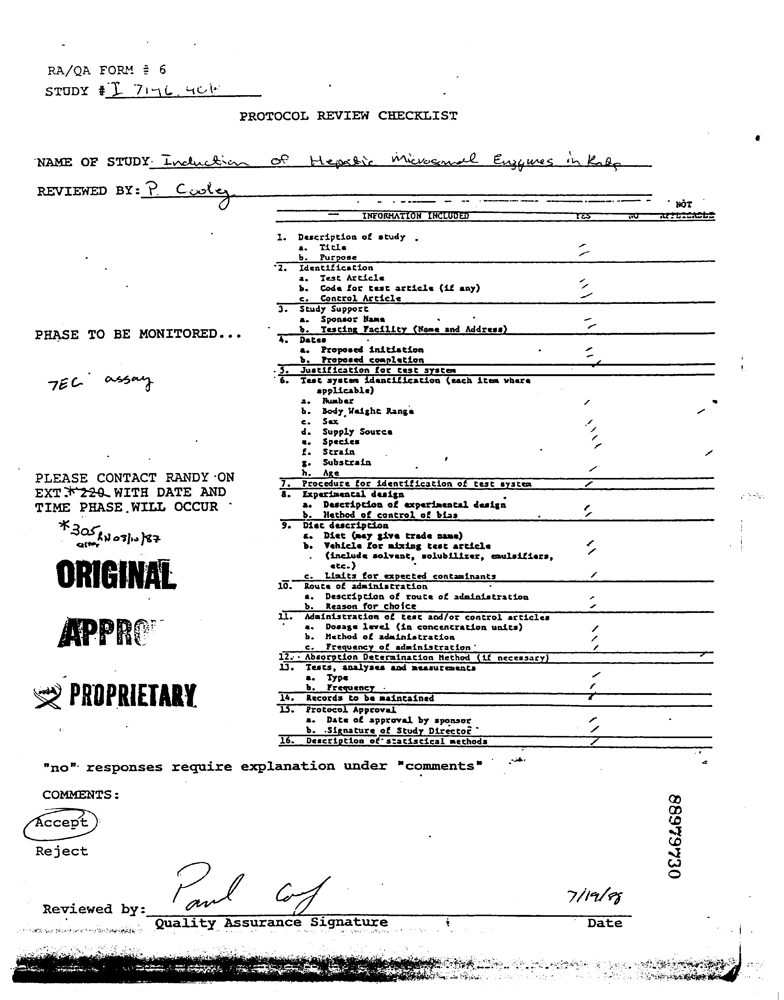 RA/QA FORM # 6
STUDY # I 7146.
PROTOCOL REVIEW CHECKLIST
NAME OF STUDY: Induction of Hepatic Microsomal Enzymes in Rats
REVIEWED BY: P. Cooley
INFORMATION INCLUDED YES NO NOT APPLICABLE
1. Description of study
a. Title
b. Purpose
2. Identification
a. Test Article
b. Code for test article (if any)
c. Control Article
3. Study Support
a. Sponsor Name
b. Testing Facility (Name and Address)
4. Dates
a. Proposed initiation
b. Proposed completion
5. Justification for test system
6. Test system identification (each item where
applicable)
a. Number
b. Body Weight Range
c. Sex
d. Supply Source
e. Species
f. Strain
g. Substrain
h. Age
7. Procedure for identification of test system
8. Experimental design
a. Description of experimental design
b. Method of control of bias
9. Diet description
a. Diet (may give trade name)
b. Vehicle for mixing test article
(include solvent, solubilizer, emulsifiers,
etc.)
c. Limits for expected contaminants
10. Route of administration
a. Description of route of administration
b. Reason for choice
11. Administration of test and/or control articles
a. Dosage level (in concentration units)
b. Method of administration
c. Frequency of administration
12. Absorption Determination Method (if necessary)
13. Tests, analyses and measurements
a. Type
b. Frequency
14. Records to be maintained
15. Protocol Approval
a. Date of approval by sponsor
b. Signature of Study Director
16. Description of statistical methods
PHASE TO BE MONITORED...
7EC assay
PLEASE CONTACT RANDY ON
EXT * 220 WITH DATE AND
TIME PHASE WILL OCCUR
*305
ORIGINAL
APPRO
PROPRIETARY
"no" responses require explanation under "comments"
COMMENTS:
Accept
Reject
Reviewed by: Paul
7/19/88
Quality Assurance Signature Date
88979730